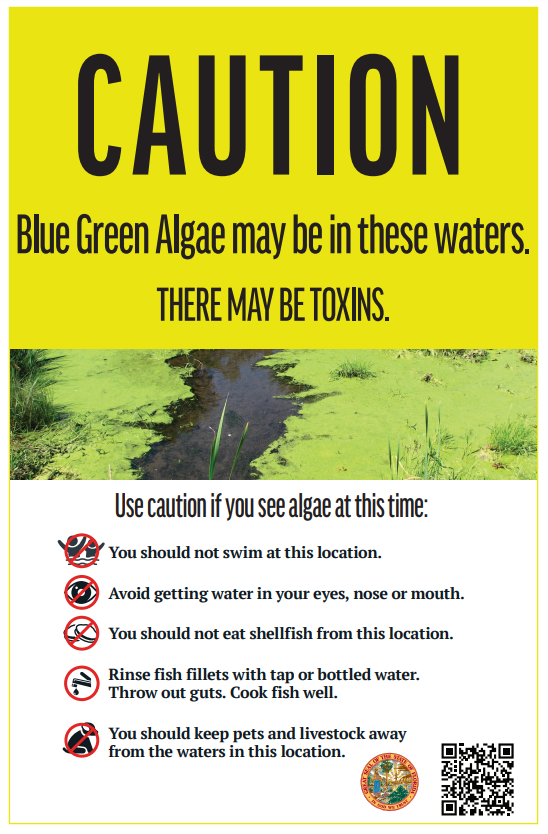 CAUTION
Blue Green Algae may be in these waters.
THERE MAY BE TOXINS.
Use caution if you see algae at this time:
You should not swim at this location.
Avoid getting water in your eyes, nose or mouth.
You should not eat shellfish from this location.
Rinse fish fillets with tap or bottled water.
Throw out guts. Cook fish well.
You should keep pets and livestock away
from the waters in this location.
GREAT SEAL OF THE STATE OF FLORIDA
IN GOD WE TRUST